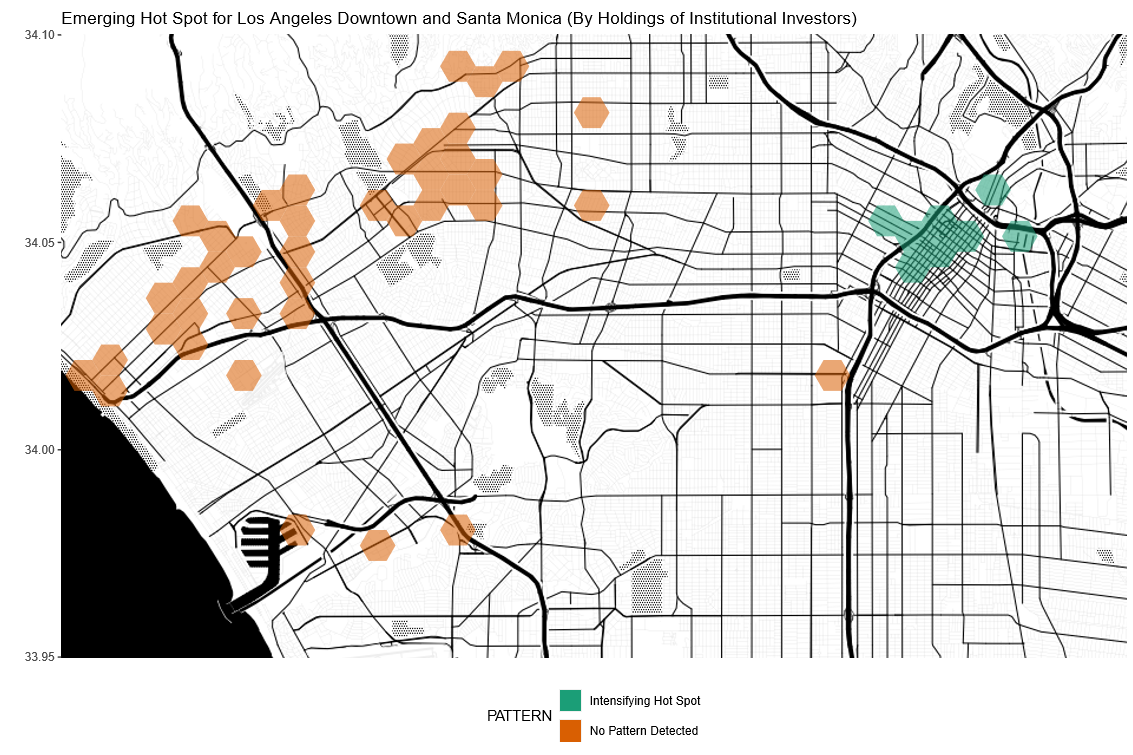 Emerging Hot Spot for Los Angeles Downtown and Santa Monica (By Holdings of Institutional Investors)
34.10
34.05
34.00
33.95
PATTERN
Intensifying Hot Spot
No Pattern Detected